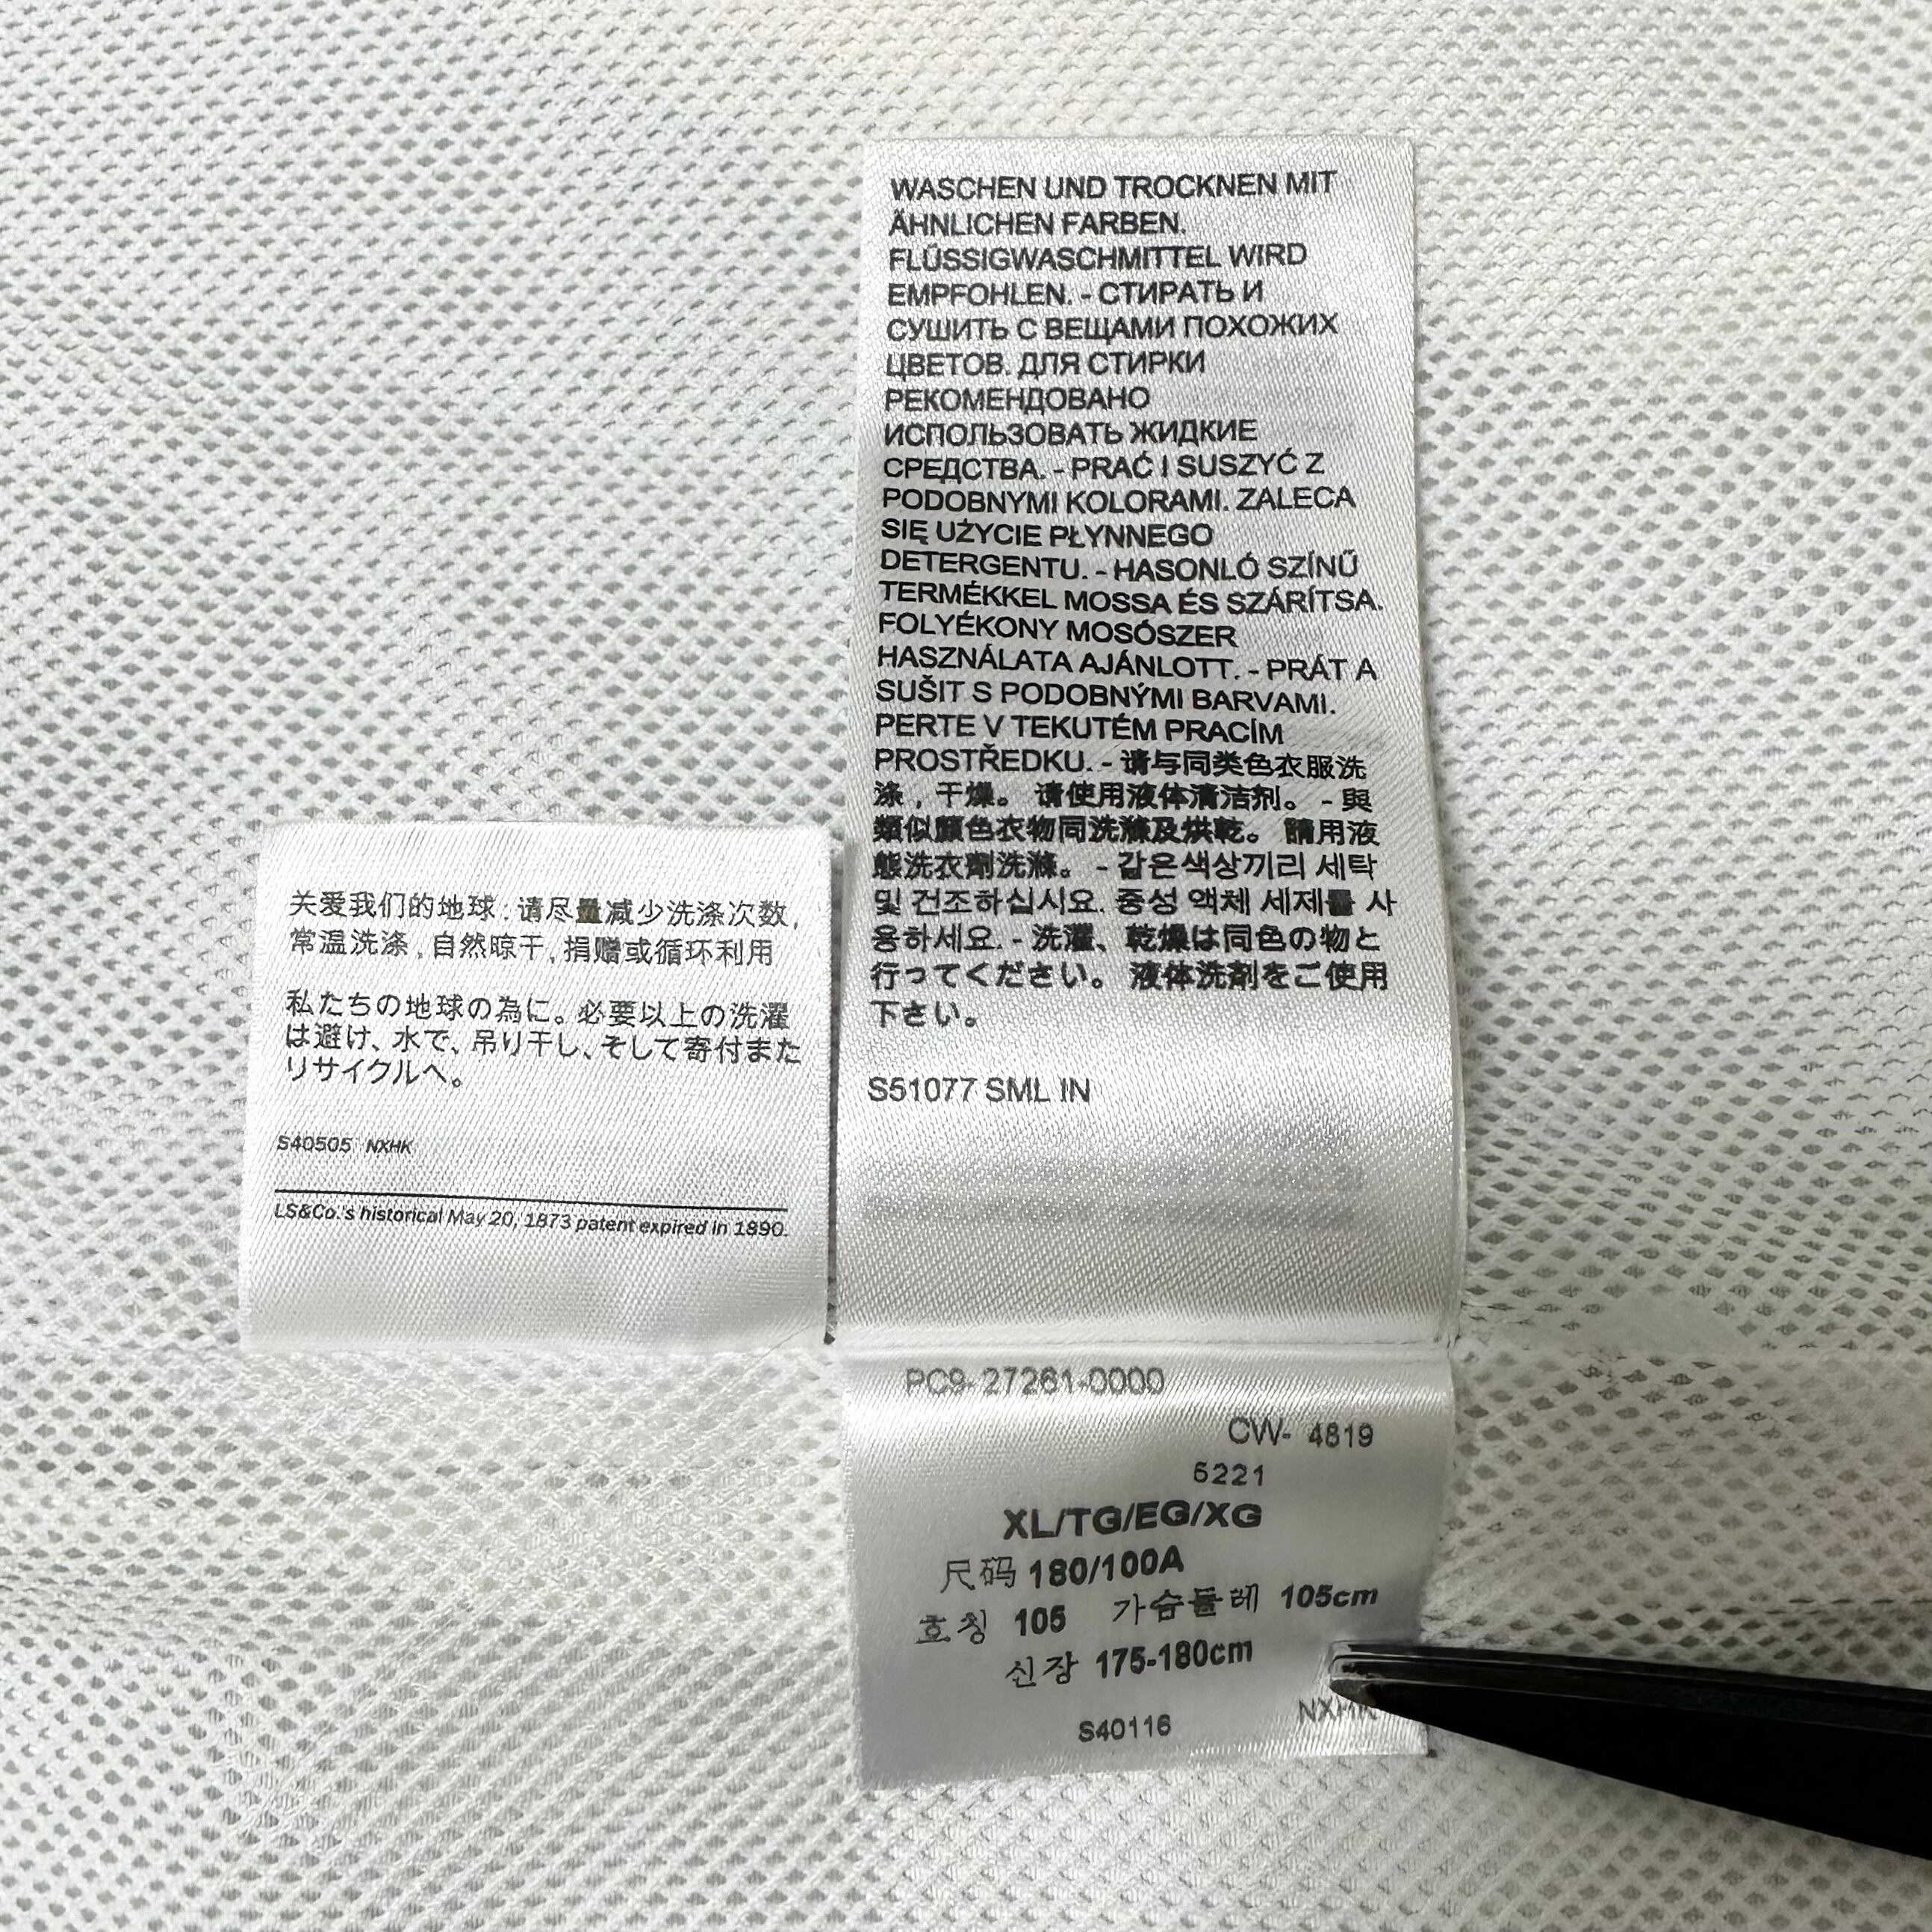 WASCHEN UND TROCKNEN MIT
ÄHNLICHEN FARBEN.
FLÜSSIGWASCHMITTEL WIRD
EMPFOHLEN. - СТИРАТЬ И
СУШИТЬ С ВЕЩАМИ ПОХОЖИХ
ЦВЕТОВ. ДЛЯ СТИРКИ
РЕКОМЕНДОВАНО
ИСПОЛЬЗОВАТЬ ЖИДКИЕ
СРЕДСТВА. - PRAĆ I SUSZYĆ Z
PODOBNYMI KOLORAMI. ZALECA
SIĘ UŻYCIE PŁYNNEGO
DETERGENTU. - HASONLÓ SZÍNŰ
TERMÉKKEL MOSSA ÉS SZÁRÍTSA.
FOLYÉKONY MOSÓSZER
HASZNÁLATA AJÁNLOTT. - PRÁT A
SUŠIT S PODOBNÝMI BARVAMI.
PERTE V TEKUTÉM PRACÍM
PROSTŘEDKU. - 请与同类色衣服洗
涤，干燥。 请使用液体清洁剂。 - 與
類似顏色衣物同洗滌及烘乾。 請用液
態洗衣劑洗滌。 - 같은색상끼리 세탁
및 건조하십시요. 중성 액체 세제를 사
용하세요. - 洗濯、乾燥は同色の物と
行ってください。 液体洗剤をご使用
下さい。
S51077 SML IN
关爱我们的地球: 请尽量减少洗涤次数,
常温洗涤, 自然晾干, 捐赠或循环利用
私たちの地球の為に。必要以上の洗濯
は避け、水で、吊り干し、そして寄付また
リサイクルへ。
S40505 NXHK
LS&Co.'s historical May 20, 1873 patent expired in 1890.
PC9- 27261-0000
CW- 4819
5221
XL/TG/EG/XG
尺码 180/100A
호칭 105 가슴둘레 105cm
신장 175-180cm
NXHK
S40116